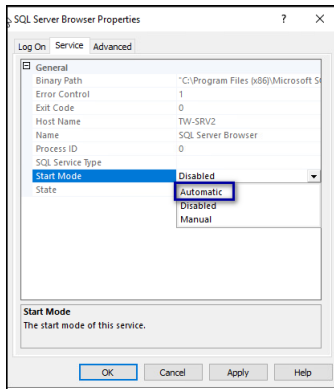 SQL Server Browser Properties ? ×
Log On Service Advanced
General
Binary Path "C:\Program Files (x86)\Microsoft
Error Control 1
Exit Code 0
Host Name TW-SRV2
Name SQL Server Browser
Process ID 0
SQL Service Type
Start Mode Disabled
State
Automatic
Disabled
Manual
Start Mode
The start mode of this service.
OK Cancel Apply Help